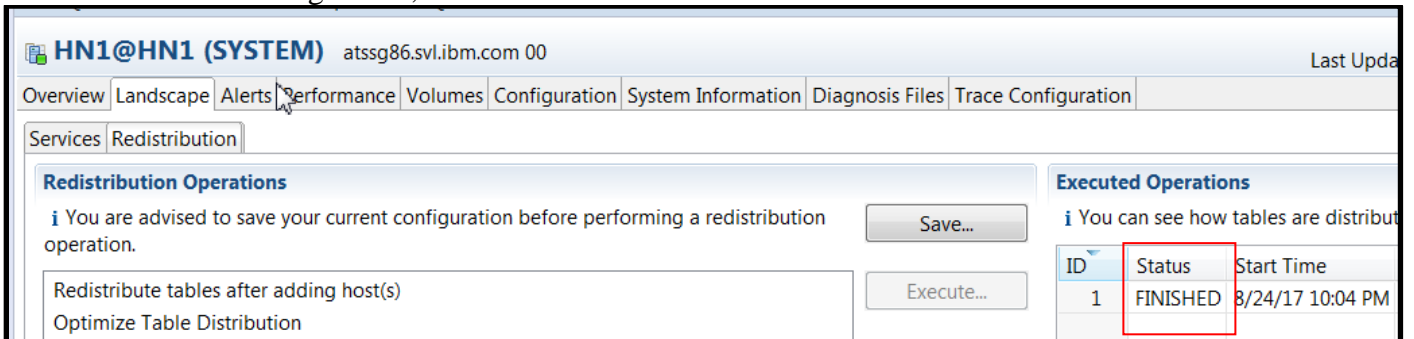 HN1@HN1 (SYSTEM) atssg86.svl.ibm.com 00
Last Upda
Overview Landscape Alerts Performance Volumes Configuration System Information Diagnosis Files Trace Configuration
Services Redistribution
Redistribution Operations
i You are advised to save your current configuration before performing a redistribution
operation.
Save...
Redistribute tables after adding host(s)
Optimize Table Distribution
Execute...
Executed Operations
i You can see how tables are distribut
ID Status Start Time
1 FINISHED 8/24/17 10:04 PM